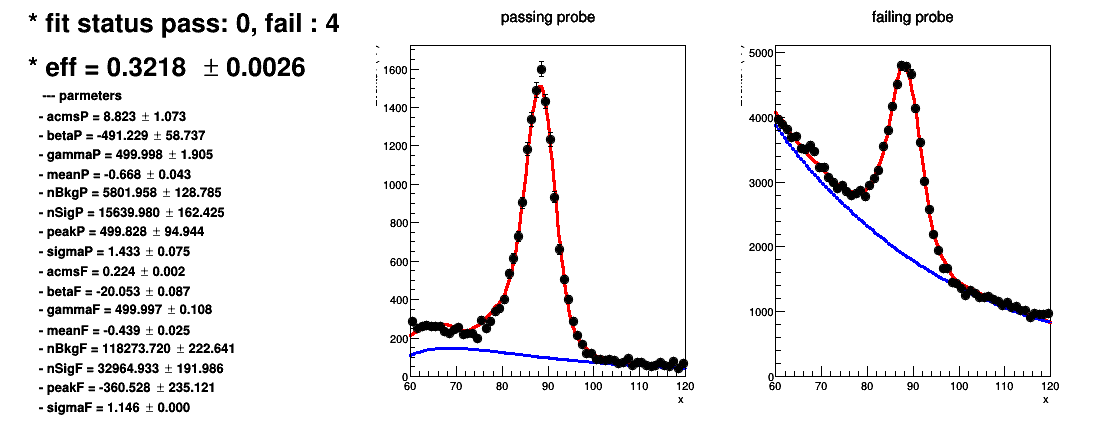 * fit status pass: 0, fail : 4
* eff = 0.3218 ± 0.0026
--- parmeters
- acmsP = 8.823 ± 1.073
- betaP = -491.229 ± 58.737
- gammaP = 499.998 ± 1.905
- meanP = -0.668 ± 0.043
- nBkgP = 5801.958 ± 128.785
- nSigP = 15639.980 ± 162.425
- peakP = 499.828 ± 94.944
- sigmaP = 1.433 ± 0.075
- acmsF = 0.224 ± 0.002
- betaF = -20.053 ± 0.087
- gammaF = 499.997 ± 0.108
- meanF = -0.439 ± 0.025
- nBkgF = 118273.720 ± 222.641
- nSigF = 32964.933 ± 191.986
- peakF = -360.528 ± 235.121
- sigmaF = 1.146 ± 0.000
passing probe
1600
1400
1200
1000
800
600
400
200
0
60 70 80 90 100 110 120
x
failing probe
5000
4000
3000
2000
1000
0
60 70 80 90 100 110 120
x